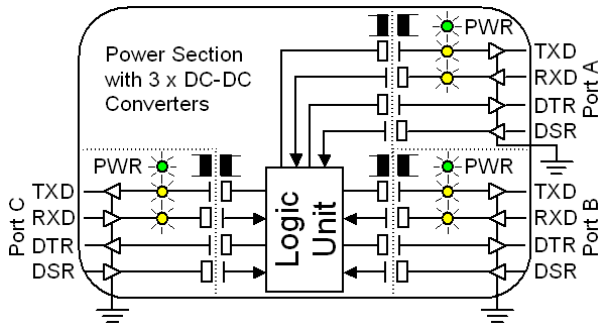 Power Section
with 3 x DC-DC
Converters
PWR
TXD
RXD
DTR
DSR
Port A
PWR
TXD
RXD
DTR
DSR
Port C
Logic
Unit
PWR
TXD
RXD
DTR
DSR
Port B